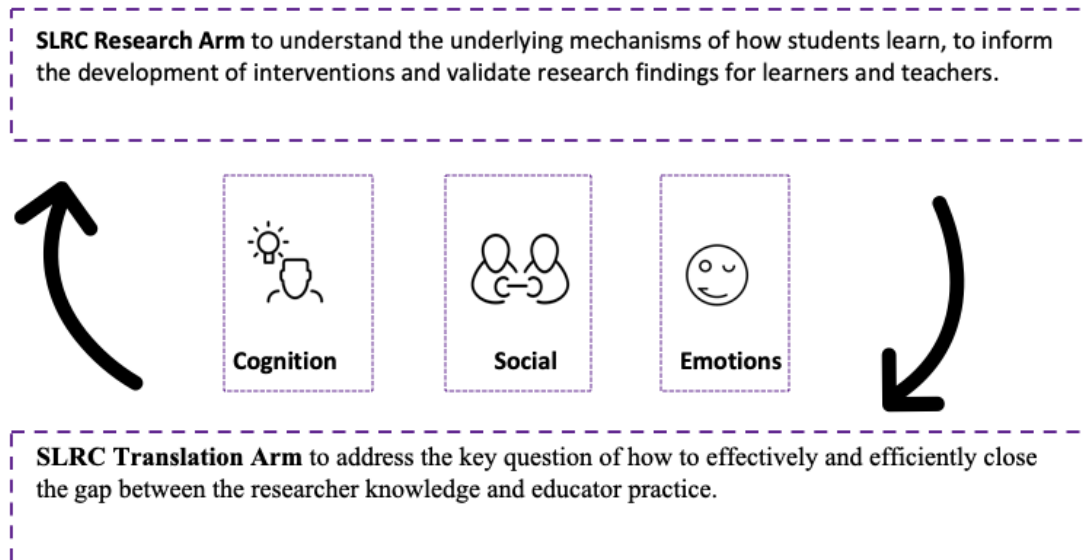 SLRC Research Arm to understand the underlying mechanisms of how students learn, to inform
the development of interventions and validate research findings for learners and teachers.
Cognition
Social
Emotions
SLRC Translation Arm to address the key question of how to effectively and efficiently close
the gap between the researcher knowledge and educator practice.